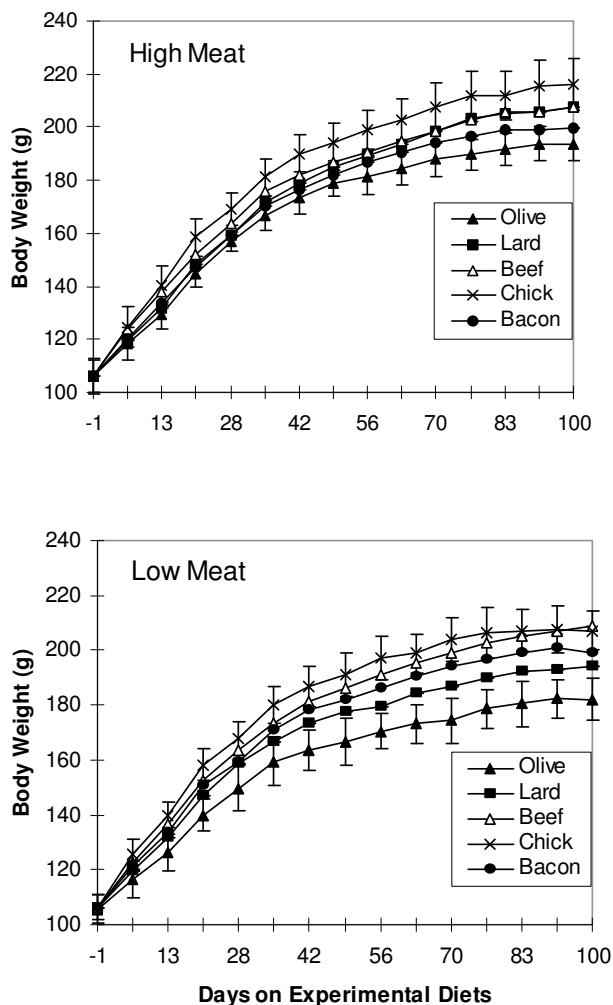 240
High Meat
220
200
180
160
140
120
100
Body Weight (g)
Olive
Lard
Beef
Chick
Bacon
-1 13 28 42 56 70 83 100
240
Low Meat
220
200
180
160
140
120
100
Body Weight (g)
Olive
Lard
Beef
Chick
Bacon
-1 13 28 42 56 70 83 100
Days on Experimental Diets